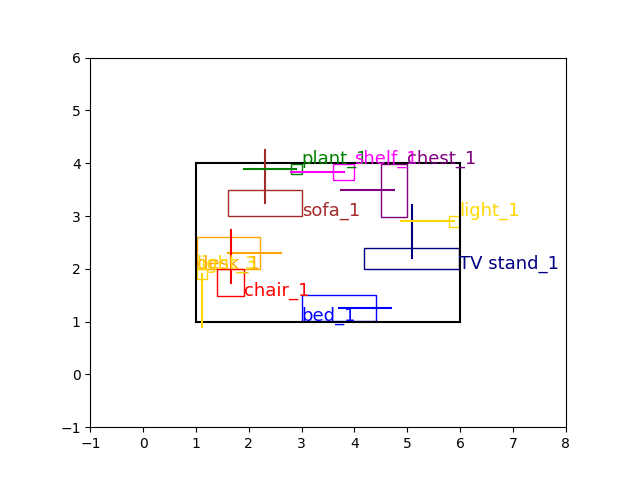 6
5
plant_1 shelf_1 chest_1
4
light_1
sofa_1
3
desk_1
TV stand_1
2
chair_1
bed_1
1
0
−1
−1 0 1 2 3 4 5 6 7 8